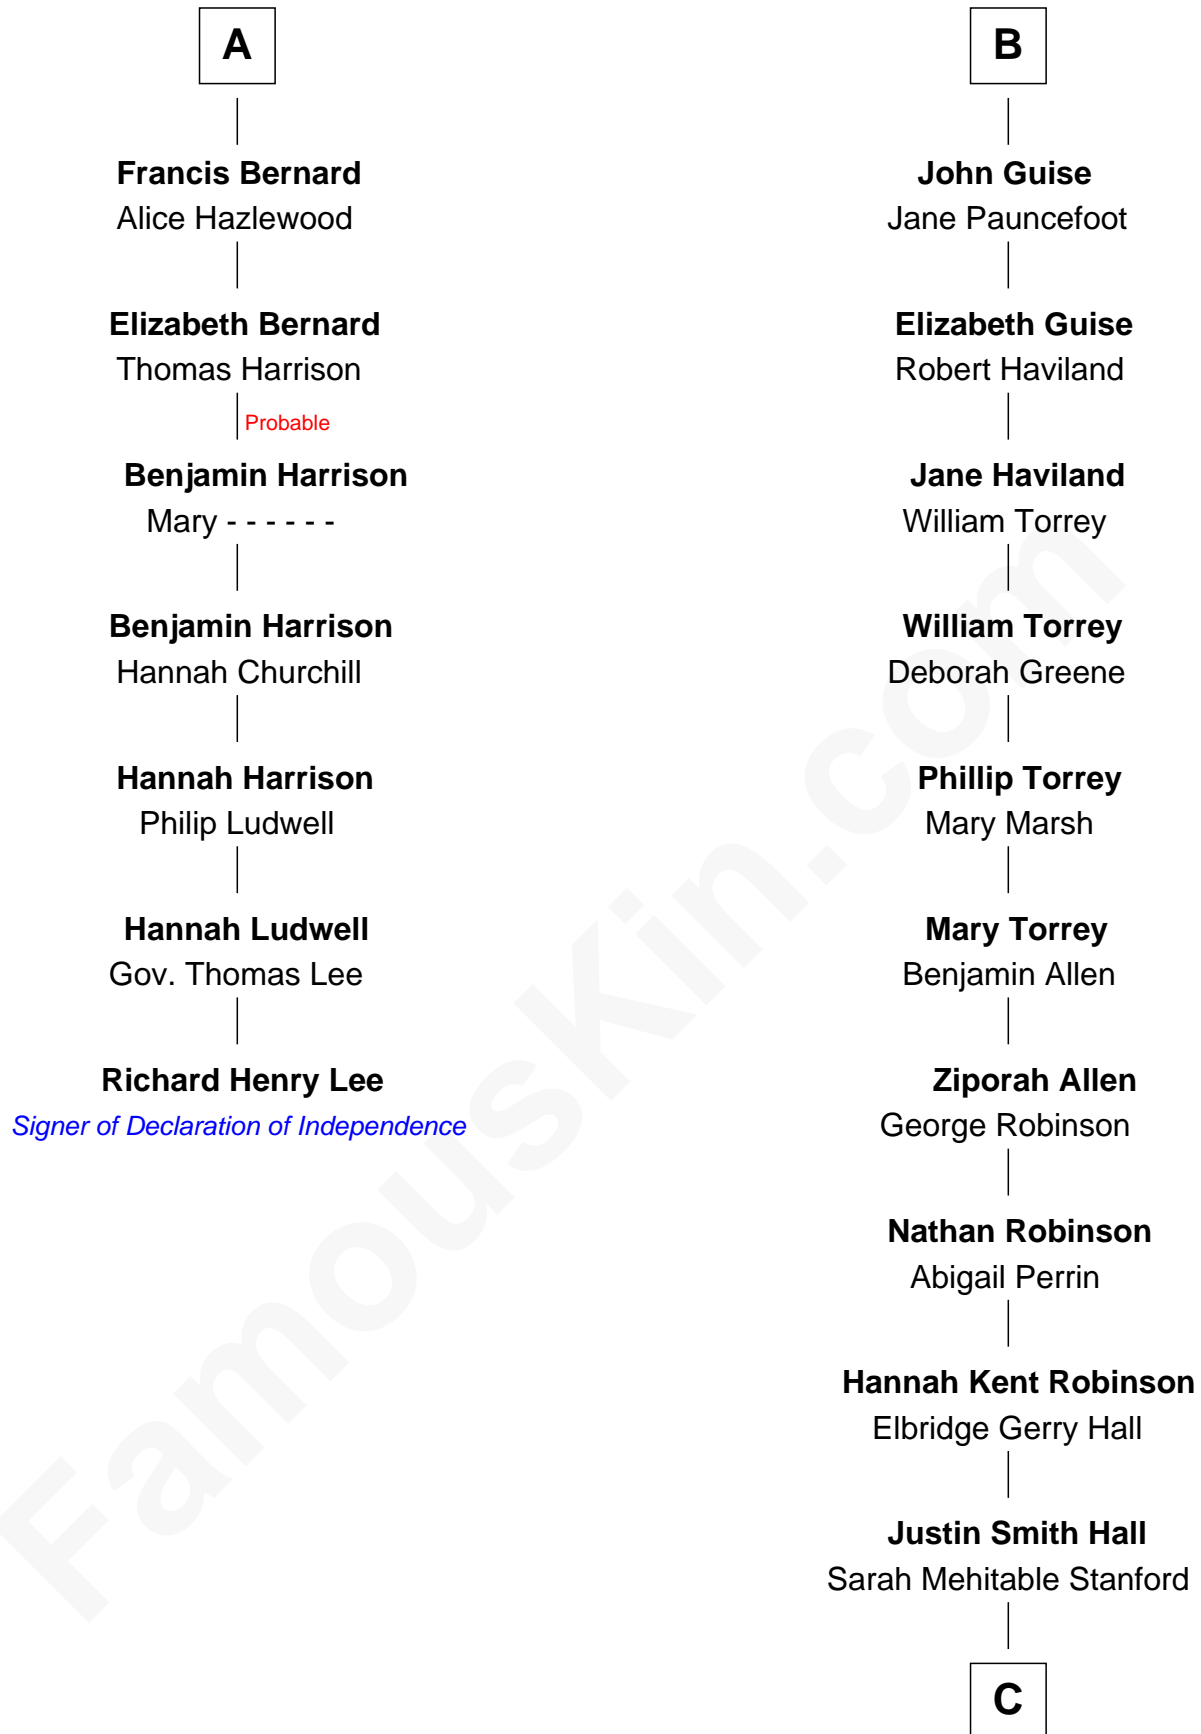 A
Francis Bernard
Alice Hazlewood
Elizabeth Bernard
Thomas Harrison
Probable
Benjamin Harrison
Mary - - - - - -
Benjamin Harrison
Hannah Churchill
Hannah Harrison
Philip Ludwell
Hannah Ludwell
Gov. Thomas Lee
Richard Henry Lee
Signer of Declaration of Independence
B
John Guise
Jane Pauncefoot
Elizabeth Guise
Robert Haviland
Jane Haviland
William Torrey
William Torrey
Deborah Greene
Phillip Torrey
Mary Marsh
Mary Torrey
Benjamin Allen
Ziporah Allen
George Robinson
Nathan Robinson
Abigail Perrin
Hannah Kent Robinson
Elbridge Gerry Hall
Justin Smith Hall
Sarah Mehitable Stanford
C
FamousKin.com